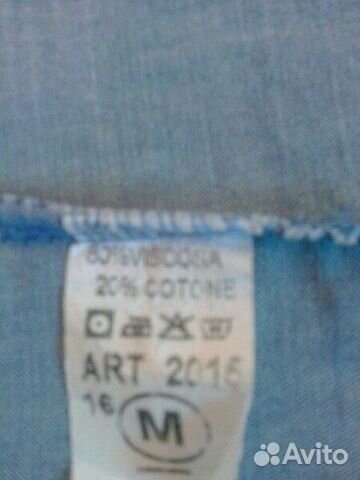 80% VISCOSA
20% COTONE
ART 2015
16
M
Avito